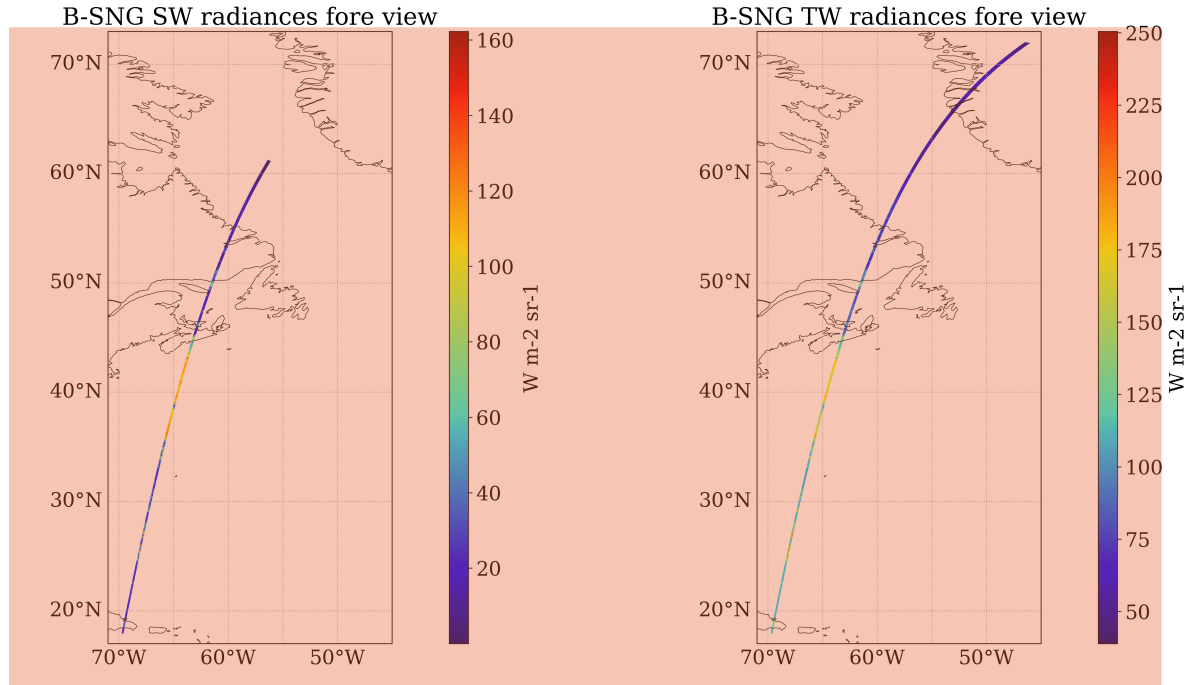 B-SNG SW radiances fore view
70°N
60°N
50°N
40°N
30°N
20°N
70°W 60°W 50°W
160
140
120
100
80
60
40
20
W m-2 sr-1
B-SNG TW radiances fore view
70°N
60°N
50°N
40°N
30°N
20°N
70°W 60°W 50°W
250
225
200
175
150
125
100
75
50
W m-2 sr-1